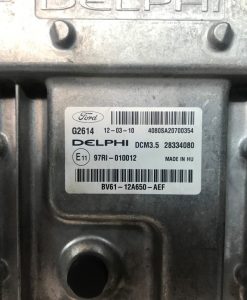 DELPHI
Ford
G2614 12-03-10 4080SA20700354
DELPHI DCM3.5 28334080
E11 97RI-010012 MADE IN HU
BV61-12A650-AEF